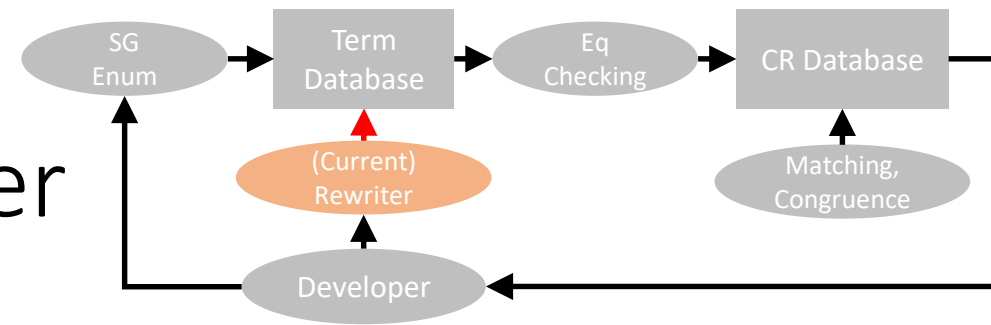 SG
Enum
Term
Database
Eq
Checking
CR Database
er
(Current)
Rewriter
Matching,
Congruence
Developer